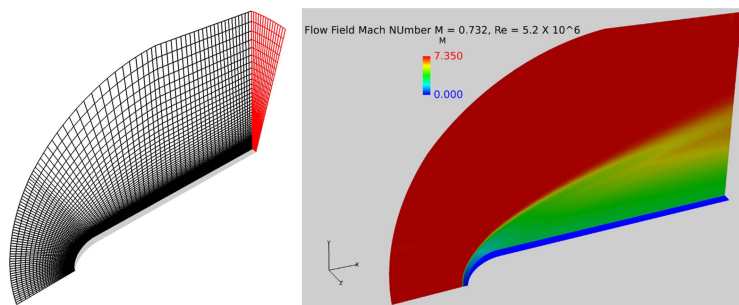 Flow Field Mach NUmber M = 0.732, Re = 5.2 X 10^6
M
7.350
0.000
Y
X
Z